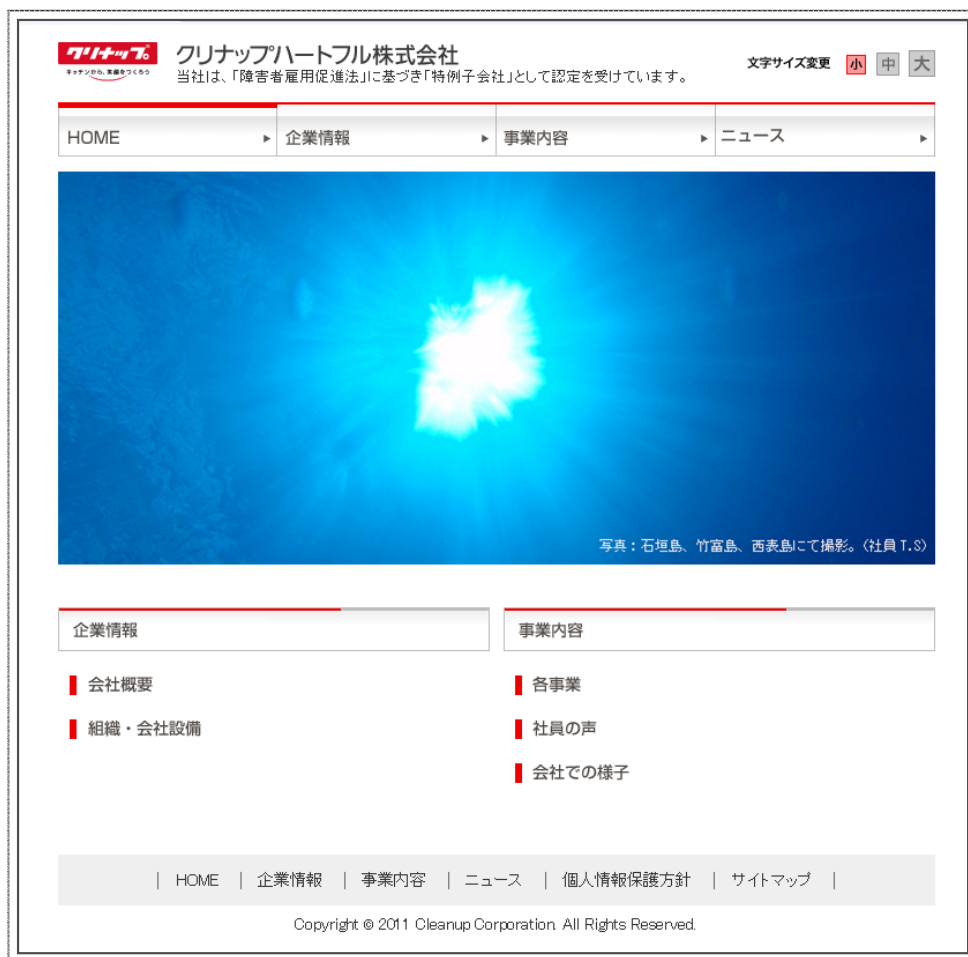 クリナップ
キッチンから、笑顔をつくろう
クリナップハートフル株式会社
当社は、「障害者雇用促進法」に基づき「特例子会社」として認定を受けています。
文字サイズ変更 小 中 大
HOME 企業情報 事業内容 ニュース
写真：石垣島、竹富島、西表島にて撮影。（社員T.S）
企業情報 事業内容
会社概要 各事業
組織・会社設備 社員の声
会社での様子
| HOME | 企業情報 | 事業内容 | ニュース | 個人情報保護方針 | サイトマップ |
Copyright © 2011 Cleanup Corporation. All Rights Reserved.